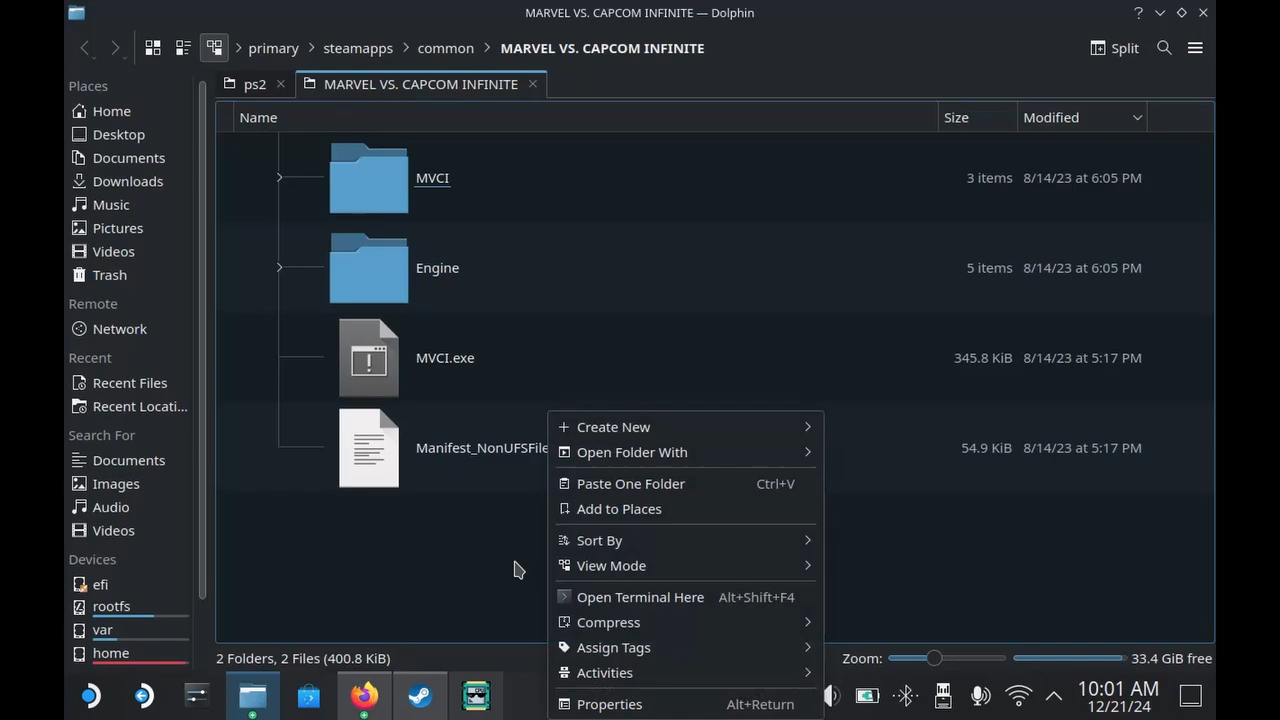 MARVEL VS. CAPCOM INFINITE — Dolphin
primary
steamapps
common
MARVEL VS. CAPCOM INFINITE
Split
Places
Home
Desktop
Documents
Downloads
Music
Pictures
Videos
Trash
Remote
Network
Recent
Recent Files
Recent Locati...
Search For
Documents
Images
Audio
Videos
Devices
efi
rootfs
var
home
ps2
MARVEL VS. CAPCOM INFINITE
Name Size Modified
MVCI 3 items 8/14/23 at 6:05 PM
Engine 5 items 8/14/23 at 6:05 PM
MVCI.exe 345.8 KiB 8/14/23 at 5:17 PM
Manifest_NonUFSFile 54.9 KiB 8/14/23 at 5:17 PM
Create New
Open Folder With
Paste One Folder Ctrl+V
Add to Places
Sort By
View Mode
Open Terminal Here Alt+Shift+F4
Compress
Assign Tags
Activities
Properties Alt+Return
2 Folders, 2 Files (400.8 KiB)
Zoom:
33.4 GiB free
10:01 AM
12/21/24